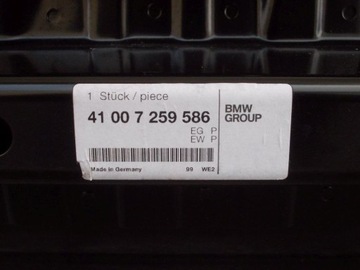 1 Stück / piece
41 00 7 259 586
EG P
EW P
BMW
GROUP
Made in Germany 99 WE2